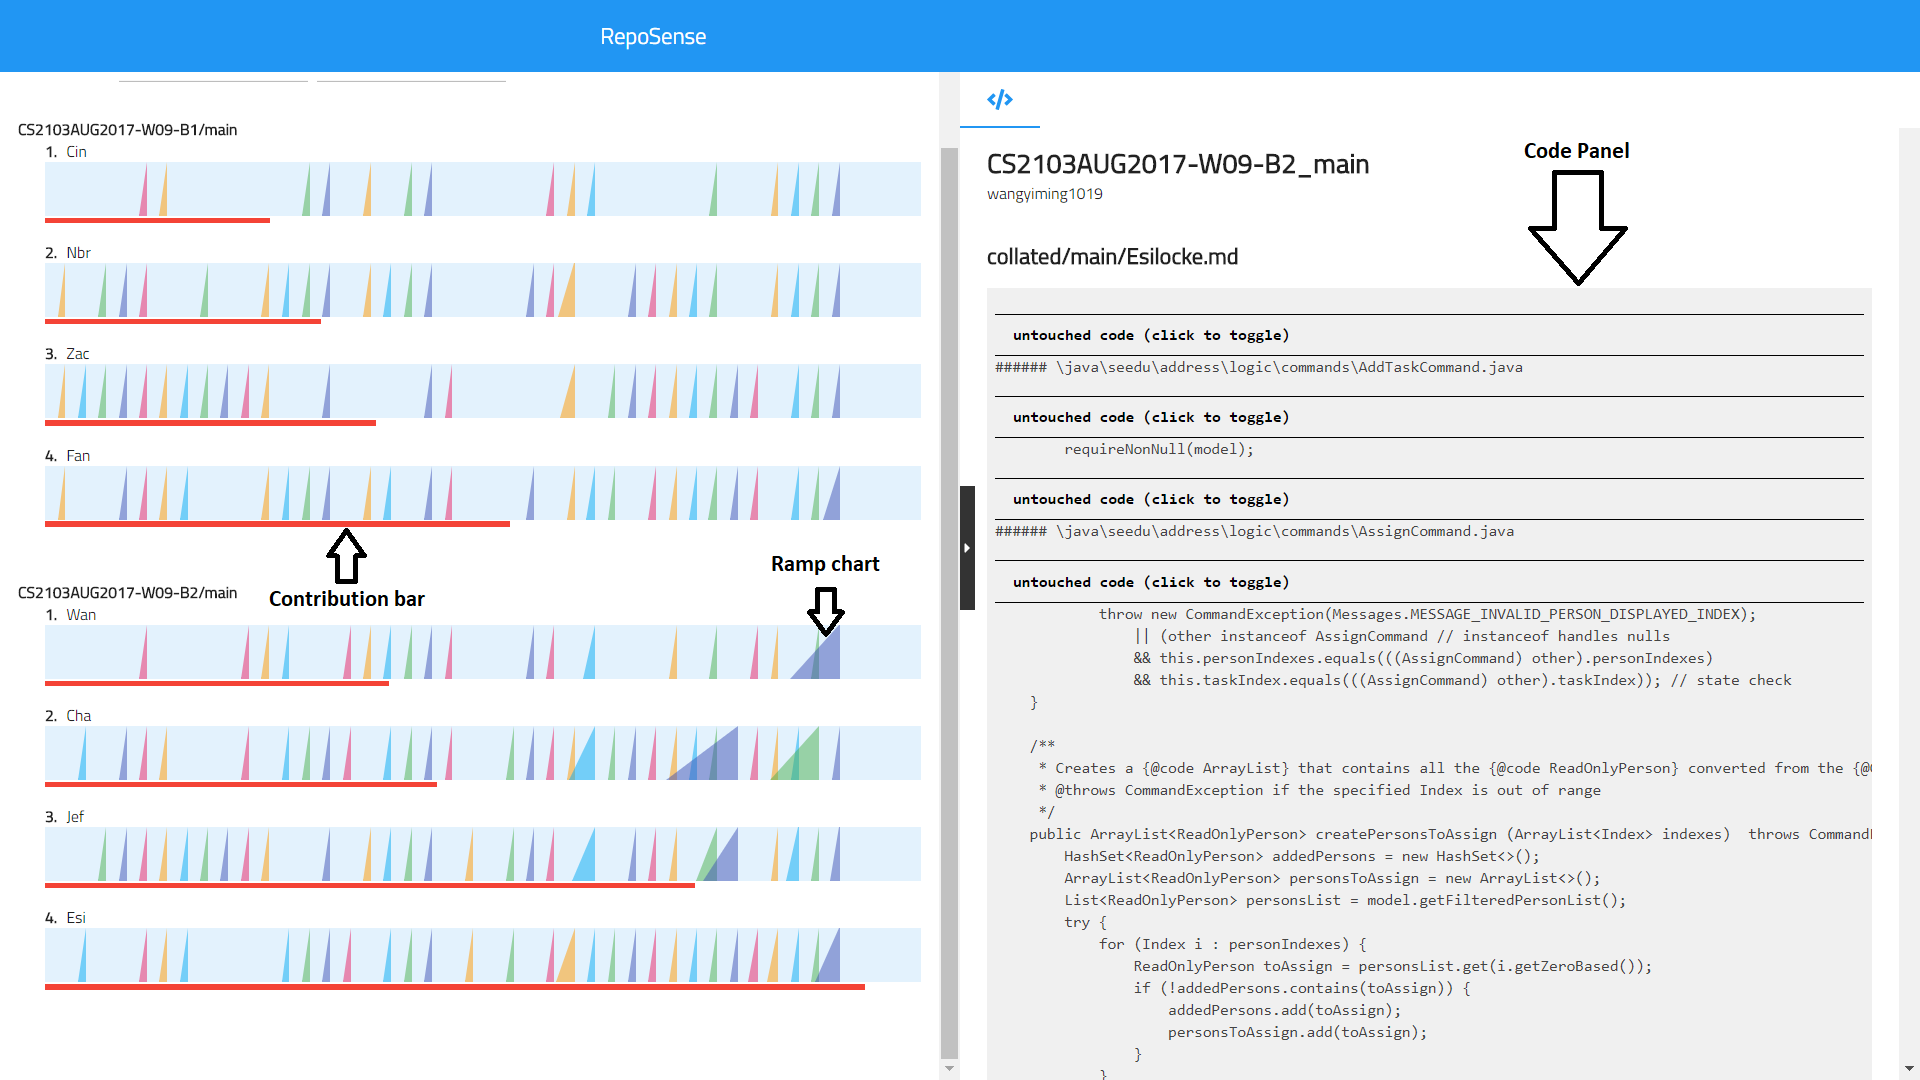 RepoSense
CS2103AUG2017-W09-B1/main
1. Cin
2. Nbr
3. Zac
4. Fan
Contribution bar
Ramp chart
CS2103AUG2017-W09-B2/main
1. Wan
2. Cha
3. Jef
4. Esi
</>
Code Panel
CS2103AUG2017-W09-B2_main
wangyiming1019
collated/main/Esilocke.md
untouched code (click to toggle)
###### \java\seedu\address\logic\commands\AddTaskCommand.java
untouched code (click to toggle)
requireNonNull(model);
untouched code (click to toggle)
###### \java\seedu\address\logic\commands\AssignCommand.java
untouched code (click to toggle)
throw new CommandException(Messages.MESSAGE_INVALID_PERSON_DISPLAYED_INDEX);
|| (other instanceof AssignCommand // instanceof handles nulls
&& this.personIndexes.equals(((AssignCommand) other).personIndexes)
&& this.taskIndex.equals(((AssignCommand) other).taskIndex)); // state check
}
/**
* Creates a {@code ArrayList} that contains all the {@code ReadOnlyPerson} converted from the {@
* @throws CommandException if the specified Index is out of range
*/
public ArrayList<ReadOnlyPerson> createPersonsToAssign (ArrayList<Index> indexes) throws Command
HashSet<ReadOnlyPerson> addedPersons = new HashSet<>();
ArrayList<ReadOnlyPerson> personsToAssign = new ArrayList<>();
List<ReadOnlyPerson> personsList = model.getFilteredPersonList();
try {
for (Index i : personIndexes) {
ReadOnlyPerson toAssign = personsList.get(i.getZeroBased());
if (!addedPersons.contains(toAssign)) {
addedPersons.add(toAssign);
personsToAssign.add(toAssign);
}
}